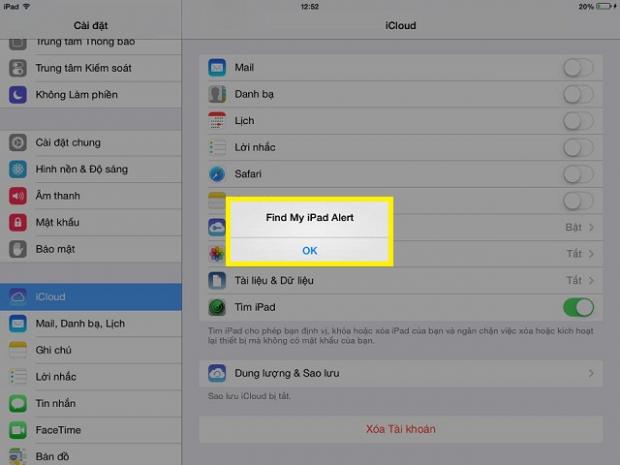 iPad
12:52
20%
Cài đặt
iCloud
Trung tâm Thông báo
Trung tâm Kiểm soát
Không Làm phiền
Cài đặt chung
Hình nền & Độ sáng
Âm thanh
Mật khẩu
Bảo mật
iCloud
Mail, Danh bạ, Lịch
Ghi chú
Lời nhắc
Tin nhắn
FaceTime
Bản đồ
Mail
Danh bạ
Lịch
Lời nhắc
Safari
Find My iPad Alert
OK
Bật
Tắt
Tài liệu & Dữ liệu
Tắt
Tìm iPad
Tìm iPad cho phép bạn định vị, khóa hoặc xóa iPad của bạn và ngăn chặn việc xóa hoặc kích hoạt
lại thiết bị mà không có mật khẩu của bạn.
Dung lượng & Sao lưu
Sao lưu iCloud bị tắt.
Xóa Tài khoản